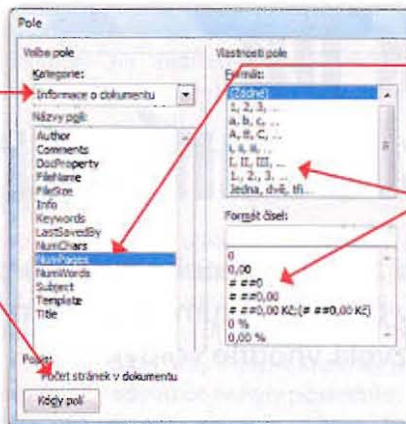 Pole
Volba pole
Kategorie:
Informace o dokumentu
Názvy polí:
Author
Comments
DocProperty
FileName
FileSize
Info
Keywords
LastSavedBy
NumChars
NumPages
NumWords
Subject
Template
Title
Popis:
Počet stránek v dokumentu
Kódy polí
Vlastnosti pole
Formát:
(Žádné)
1, 2, 3, ...
a, b, c, ...
A, B, C, ...
i, ii, iii, ...
I, II, III, ...
1., 2., 3. ...
Jedna, dvě, tři...
Formát čísel:
0
0,00
# ##0
# ##0,00
# ##0,00 Kč;(# ##0,00 Kč)
0 %
0,00 %